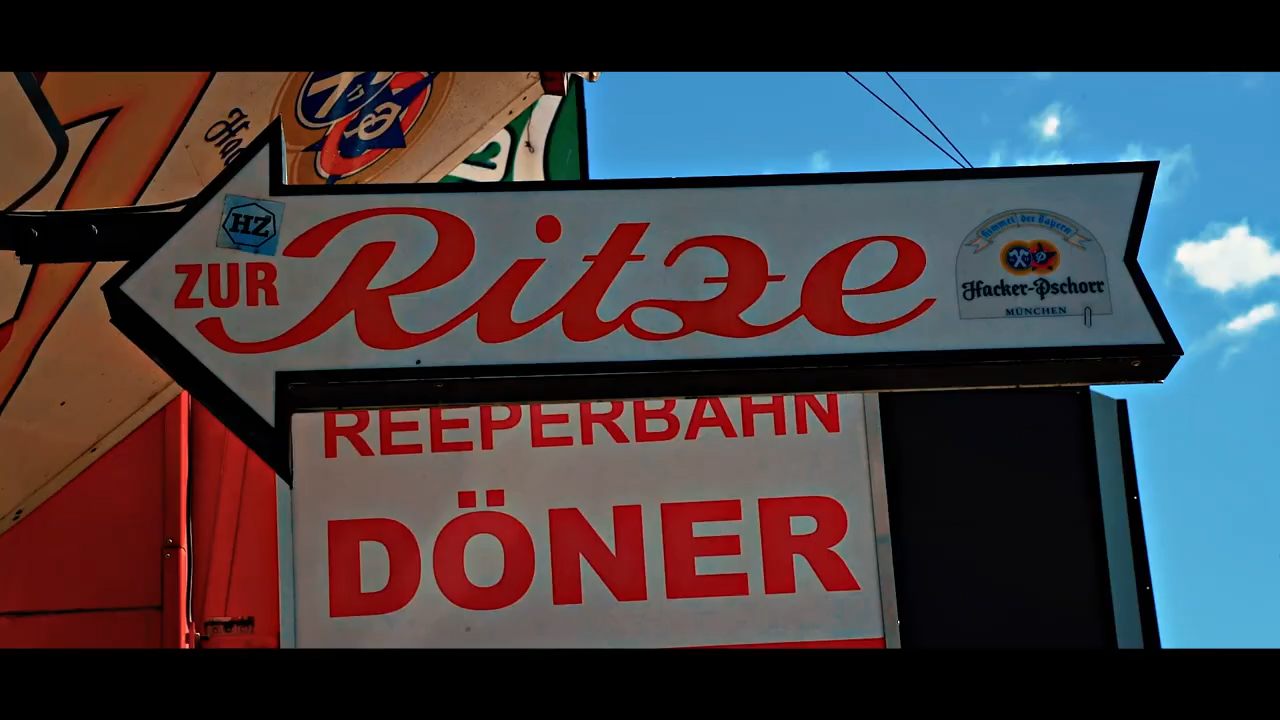 HZ
ZUR Ritze
Himmel der Bayern
Hacker-Pschorr
MÜNCHEN
REEPERBAHN
DÖNER